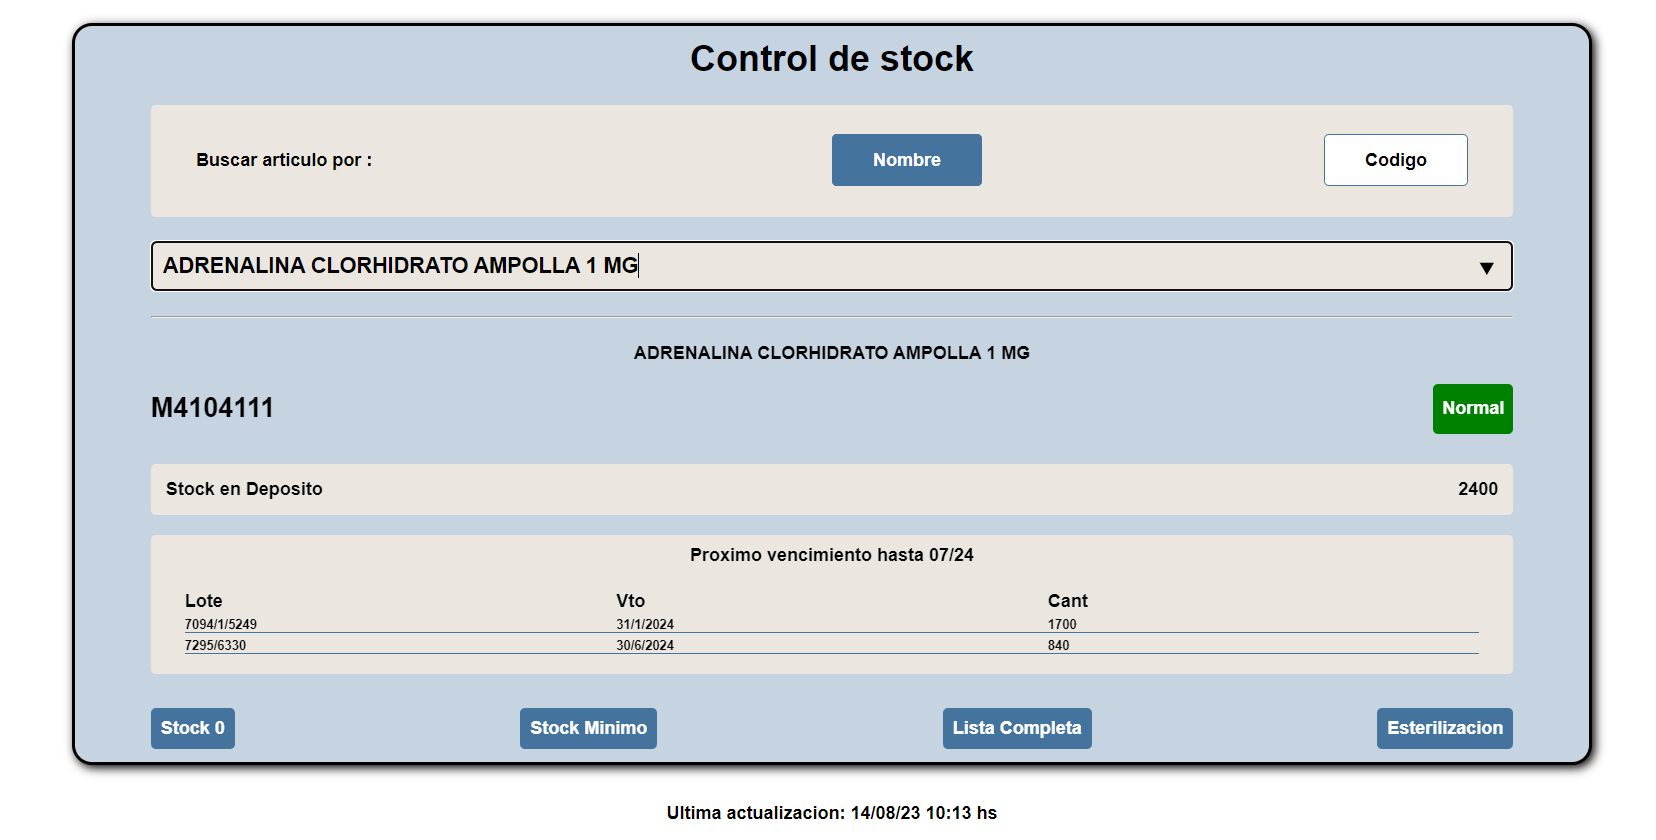 Control de stock
Buscar articulo por : Nombre Codigo
ADRENALINA CLORHIDRATO AMPOLLA 1 MG ▼
ADRENALINA CLORHIDRATO AMPOLLA 1 MG
M4104111 Normal
Stock en Deposito 2400
Proximo vencimiento hasta 07/24
Lote Vto Cant
7094/1/5249 31/1/2024 1700
7295/6330 30/6/2024 840
Stock 0 Stock Minimo Lista Completa Esterilizacion
Ultima actualizacion: 14/08/23 10:13 hs